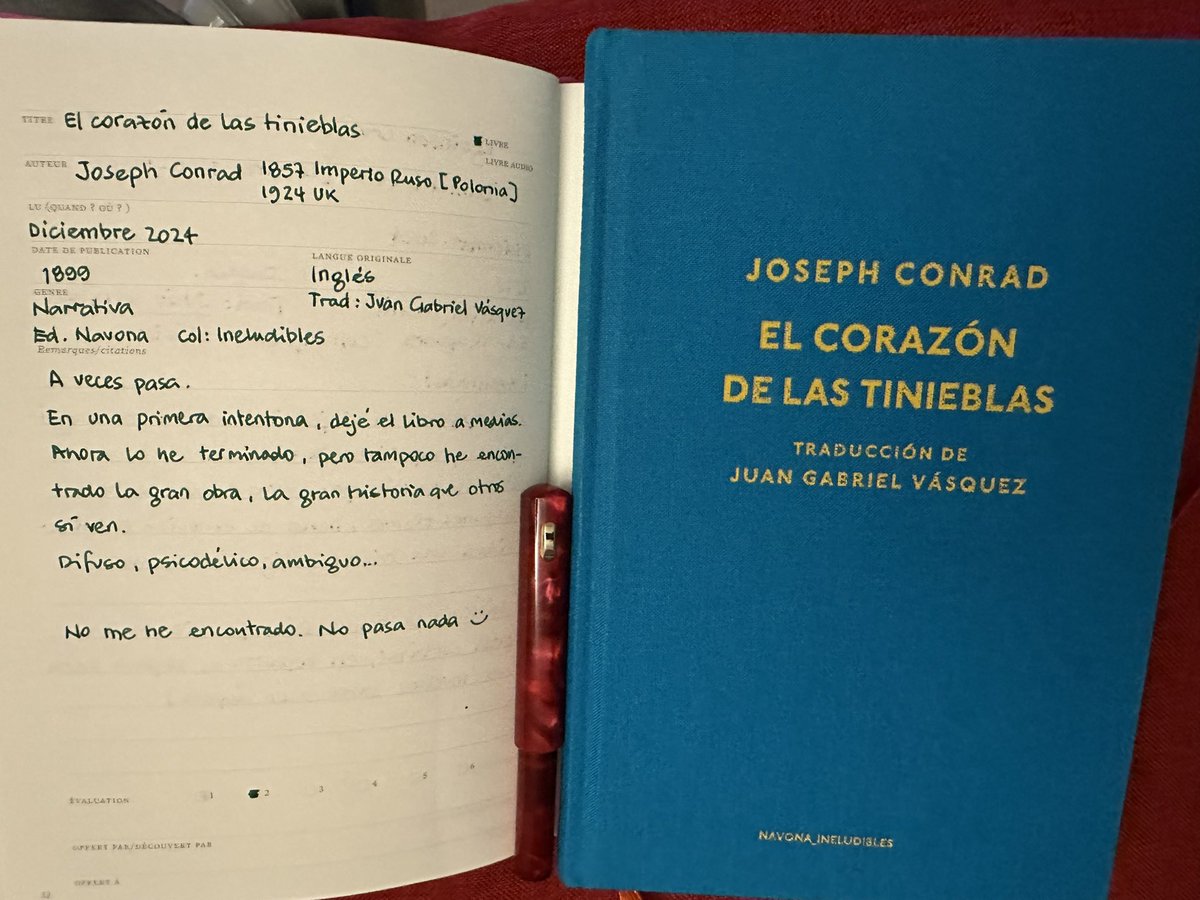 TITRE El corazón de las tinieblas
LIVRE
LIVRE AUDIO
AUTEUR Joseph Conrad 1857 Imperio Ruso [Polonia]
1924 UK
LU (QUAND ? OÙ ?)
Diciembre 2024
DATE DE PUBLICATION
1899
LANGUE ORIGINALE
Inglés
GENRE
Narrativa
Trad: Juan Gabriel Vásquez
Ed. Navona col: Ineludibles
Remarques/citations
A veces pasa.
En una primera intentona, dejé el libro a medias.
Ahora lo he terminado, pero tampoco he encon-
trado la gran obra, la gran historia que otros
sí ven.
Difuso, psicodélico, ambiguo...
No me he encontrado. No pasa nada
ÉVALUATION 1 2 3 4 5 6
OFFERT PAR/DÉCOUVERT PAR
OFFERT À
JOSEPH CONRAD
EL CORAZÓN
DE LAS TINIEBLAS
TRADUCCIÓN DE
JUAN GABRIEL VÁSQUEZ
NAVONA_INELUDIBLES